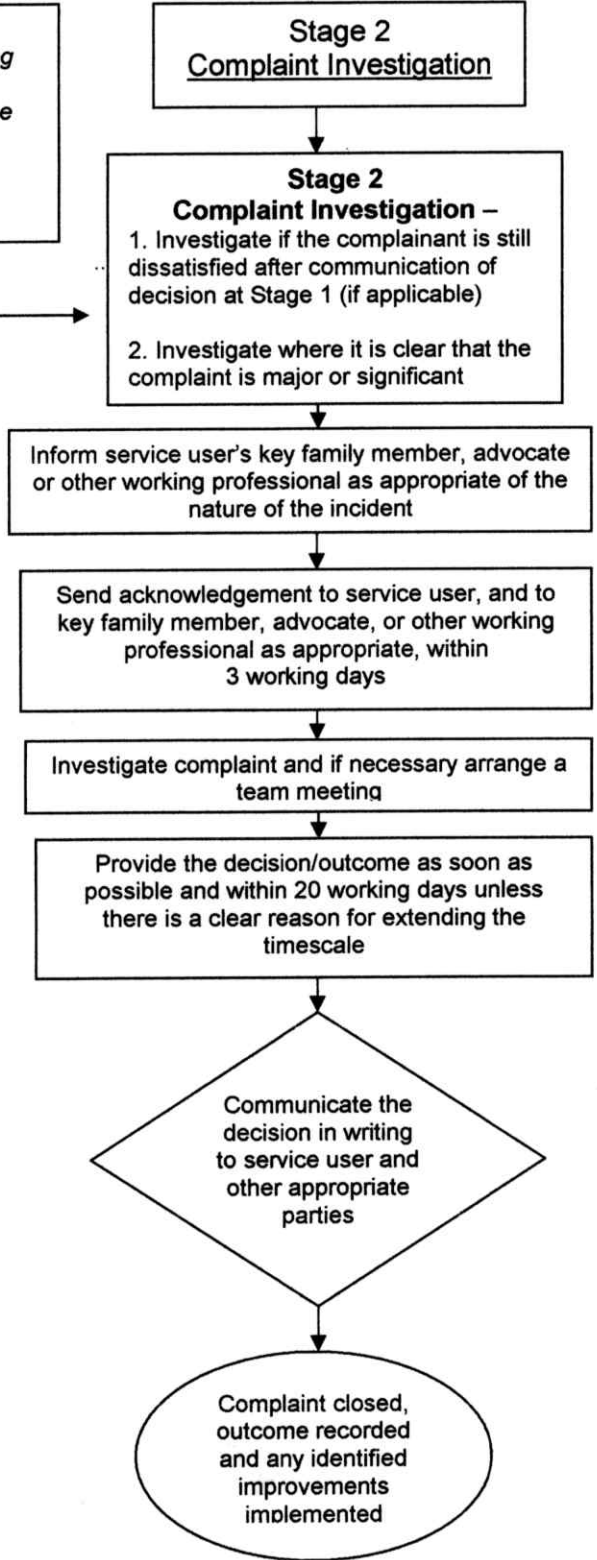 g
e
Stage 2
Complaint Investigation
Stage 2
Complaint Investigation –
1. Investigate if the complainant is still
dissatisfied after communication of
decision at Stage 1 (if applicable)
2. Investigate where it is clear that the
complaint is major or significant
Inform service user's key family member, advocate
or other working professional as appropriate of the
nature of the incident
Send acknowledgement to service user, and to
key family member, advocate, or other working
professional as appropriate, within
3 working days
Investigate complaint and if necessary arrange a
team meeting
Provide the decision/outcome as soon as
possible and within 20 working days unless
there is a clear reason for extending the
timescale
Communicate the
decision in writing
to service user and
other appropriate
parties
Complaint closed,
outcome recorded
and any identified
improvements
implemented